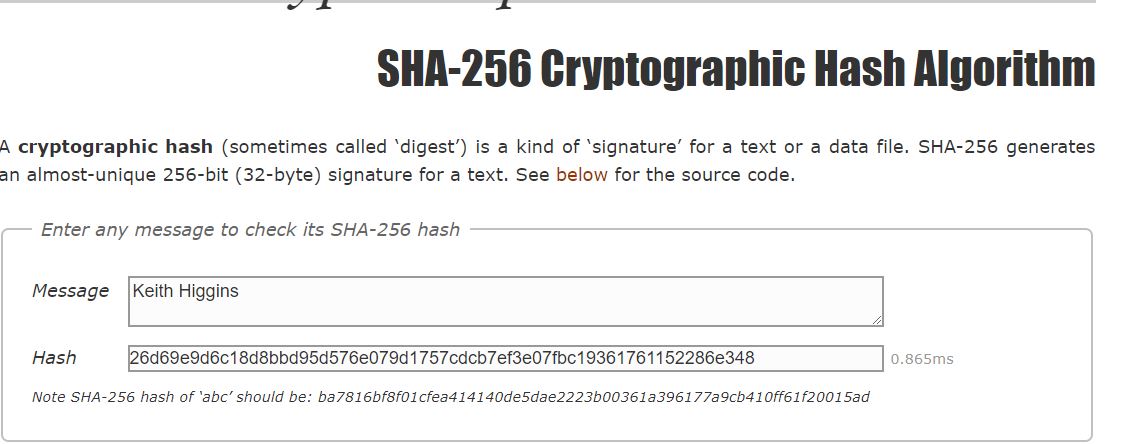 SHA-256 Cryptographic Hash Algorithm
A cryptographic hash (sometimes called ‘digest’) is a kind of ‘signature’ for a text or a data file. SHA-256 generates
an almost-unique 256-bit (32-byte) signature for a text. See below for the source code.
Enter any message to check its SHA-256 hash
Message Keith Higgins
Hash 26d69e9d6c18d8bbd95d576e079d1757cdcb7ef3e07fbc19361761152286e348 0.865ms
Note SHA-256 hash of ‘abc’ should be: ba7816bf8f01cfea414140de5dae2223b00361a396177a9cb410ff61f20015ad